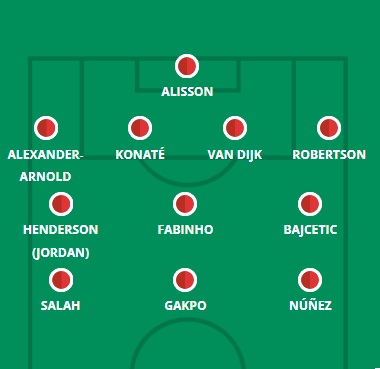 ALISSON
ALEXANDER-
ARNOLD
KONATÉ
VAN DIJK
ROBERTSON
HENDERSON
(JORDAN)
FABINHO
BAJCETIC
SALAH
GAKPO
NÚÑEZ